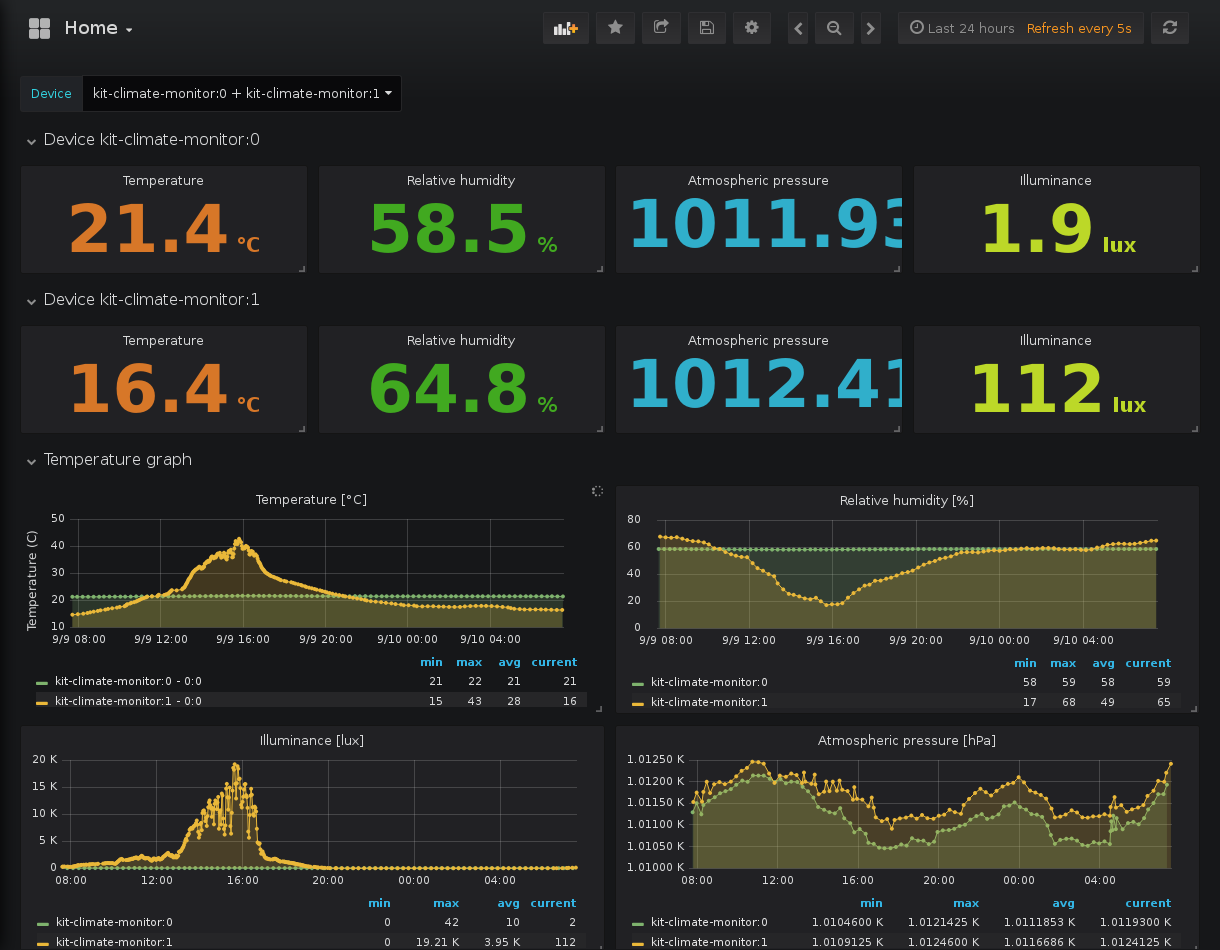 Home
Last 24 hours Refresh every 5s
Device kit-climate-monitor:0 + kit-climate-monitor:1
Device kit-climate-monitor:0
Temperature Relative humidity Atmospheric pressure Illuminance
21.4 °C 58.5 % 1011.93 1.9 lux
Device kit-climate-monitor:1
Temperature Relative humidity Atmospheric pressure Illuminance
16.4 °C 64.8 % 1012.41 112 lux
Temperature graph
Temperature [°C]
Temperature (C)
50
40
30
20
10
9/9 08:00 9/9 12:00 9/9 16:00 9/9 20:00 9/10 00:00 9/10 04:00
min max avg current
kit-climate-monitor:0 - 0:0 21 22 21 21
kit-climate-monitor:1 - 0:0 15 43 28 16
Relative humidity [%]
80
60
40
20
0
9/9 08:00 9/9 12:00 9/9 16:00 9/9 20:00 9/10 00:00 9/10 04:00
min max avg current
kit-climate-monitor:0 58 59 58 59
kit-climate-monitor:1 17 68 49 65
Illuminance [lux]
20 K
15 K
10 K
5 K
0
08:00 12:00 16:00 20:00 00:00 04:00
min max avg current
kit-climate-monitor:0 0 42 10 2
kit-climate-monitor:1 0 19.21 K 3.95 K 112
Atmospheric pressure [hPa]
1.01250 K
1.01200 K
1.01150 K
1.01100 K
1.01050 K
1.01000 K
08:00 12:00 16:00 20:00 00:00 04:00
min max avg current
kit-climate-monitor:0 1.0104600 K 1.0121425 K 1.0111853 K 1.0119300 K
kit-climate-monitor:1 1.0109125 K 1.0124600 K 1.0116686 K 1.0124125 K